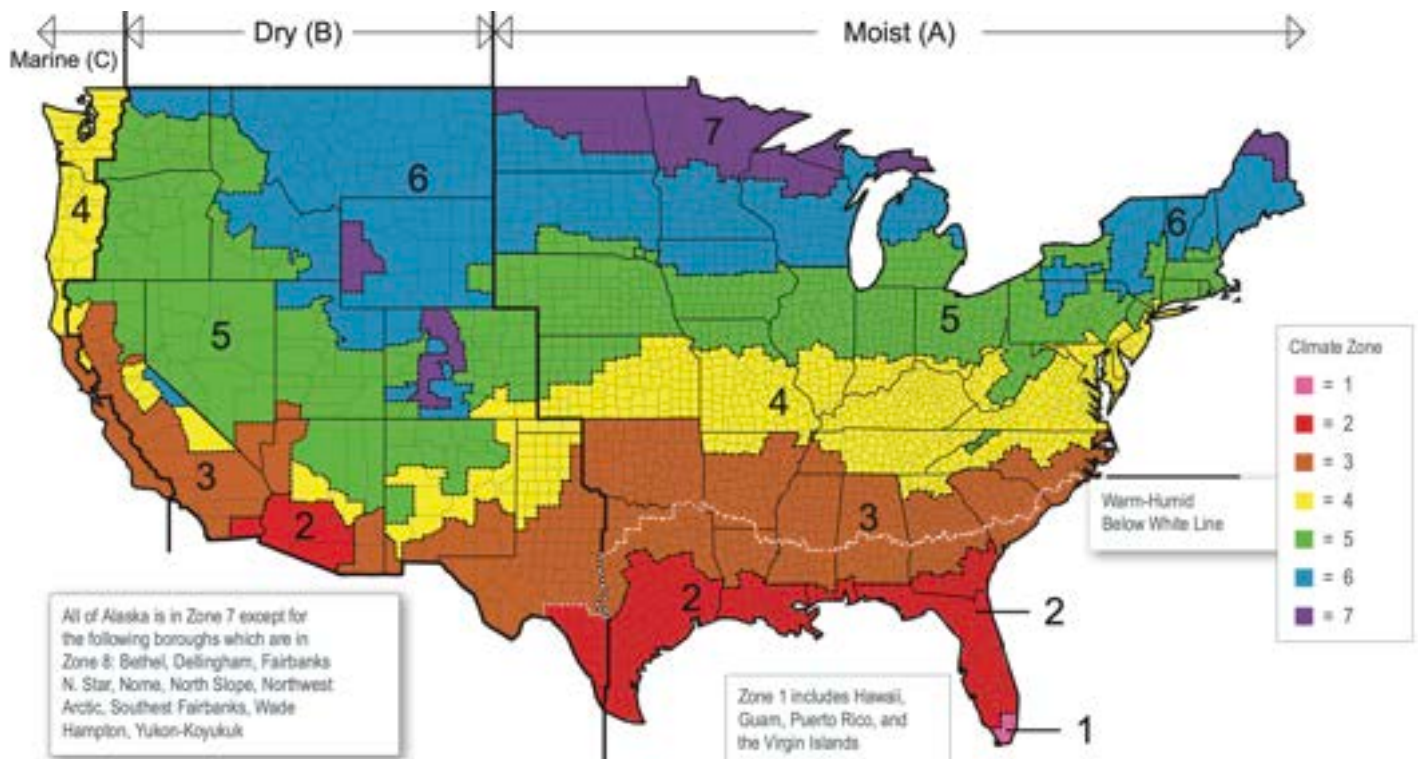 Marine (C)
Dry (B)
Moist (A)
7
6
6
4
5
5
4
3
3
2
2
2
1
Climate Zone
= 1
= 2
= 3
= 4
= 5
= 6
= 7
Warm-Humid
Below White Line
All of Alaska is in Zone 7 except for
the following boroughs which are in
Zone 8: Bethel, Dellingham, Fairbanks
N. Star, Nome, North Slope, Northwest
Arctic, Southest Fairbanks, Wade
Hampton, Yukon-Koyukuk
Zone 1 includes Hawaii,
Guam, Puerto Rico, and
the Virgin Islands